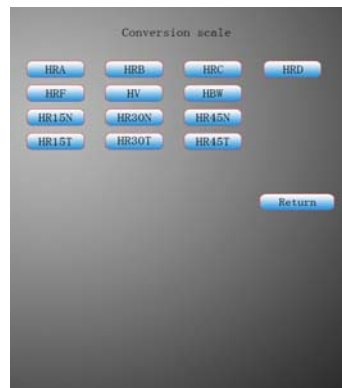 Conversion scale
HRA HRB HRC HRD
HRF HV HBW
HR15N HR30N HR45N
HR15T HR30T HR45T
Return